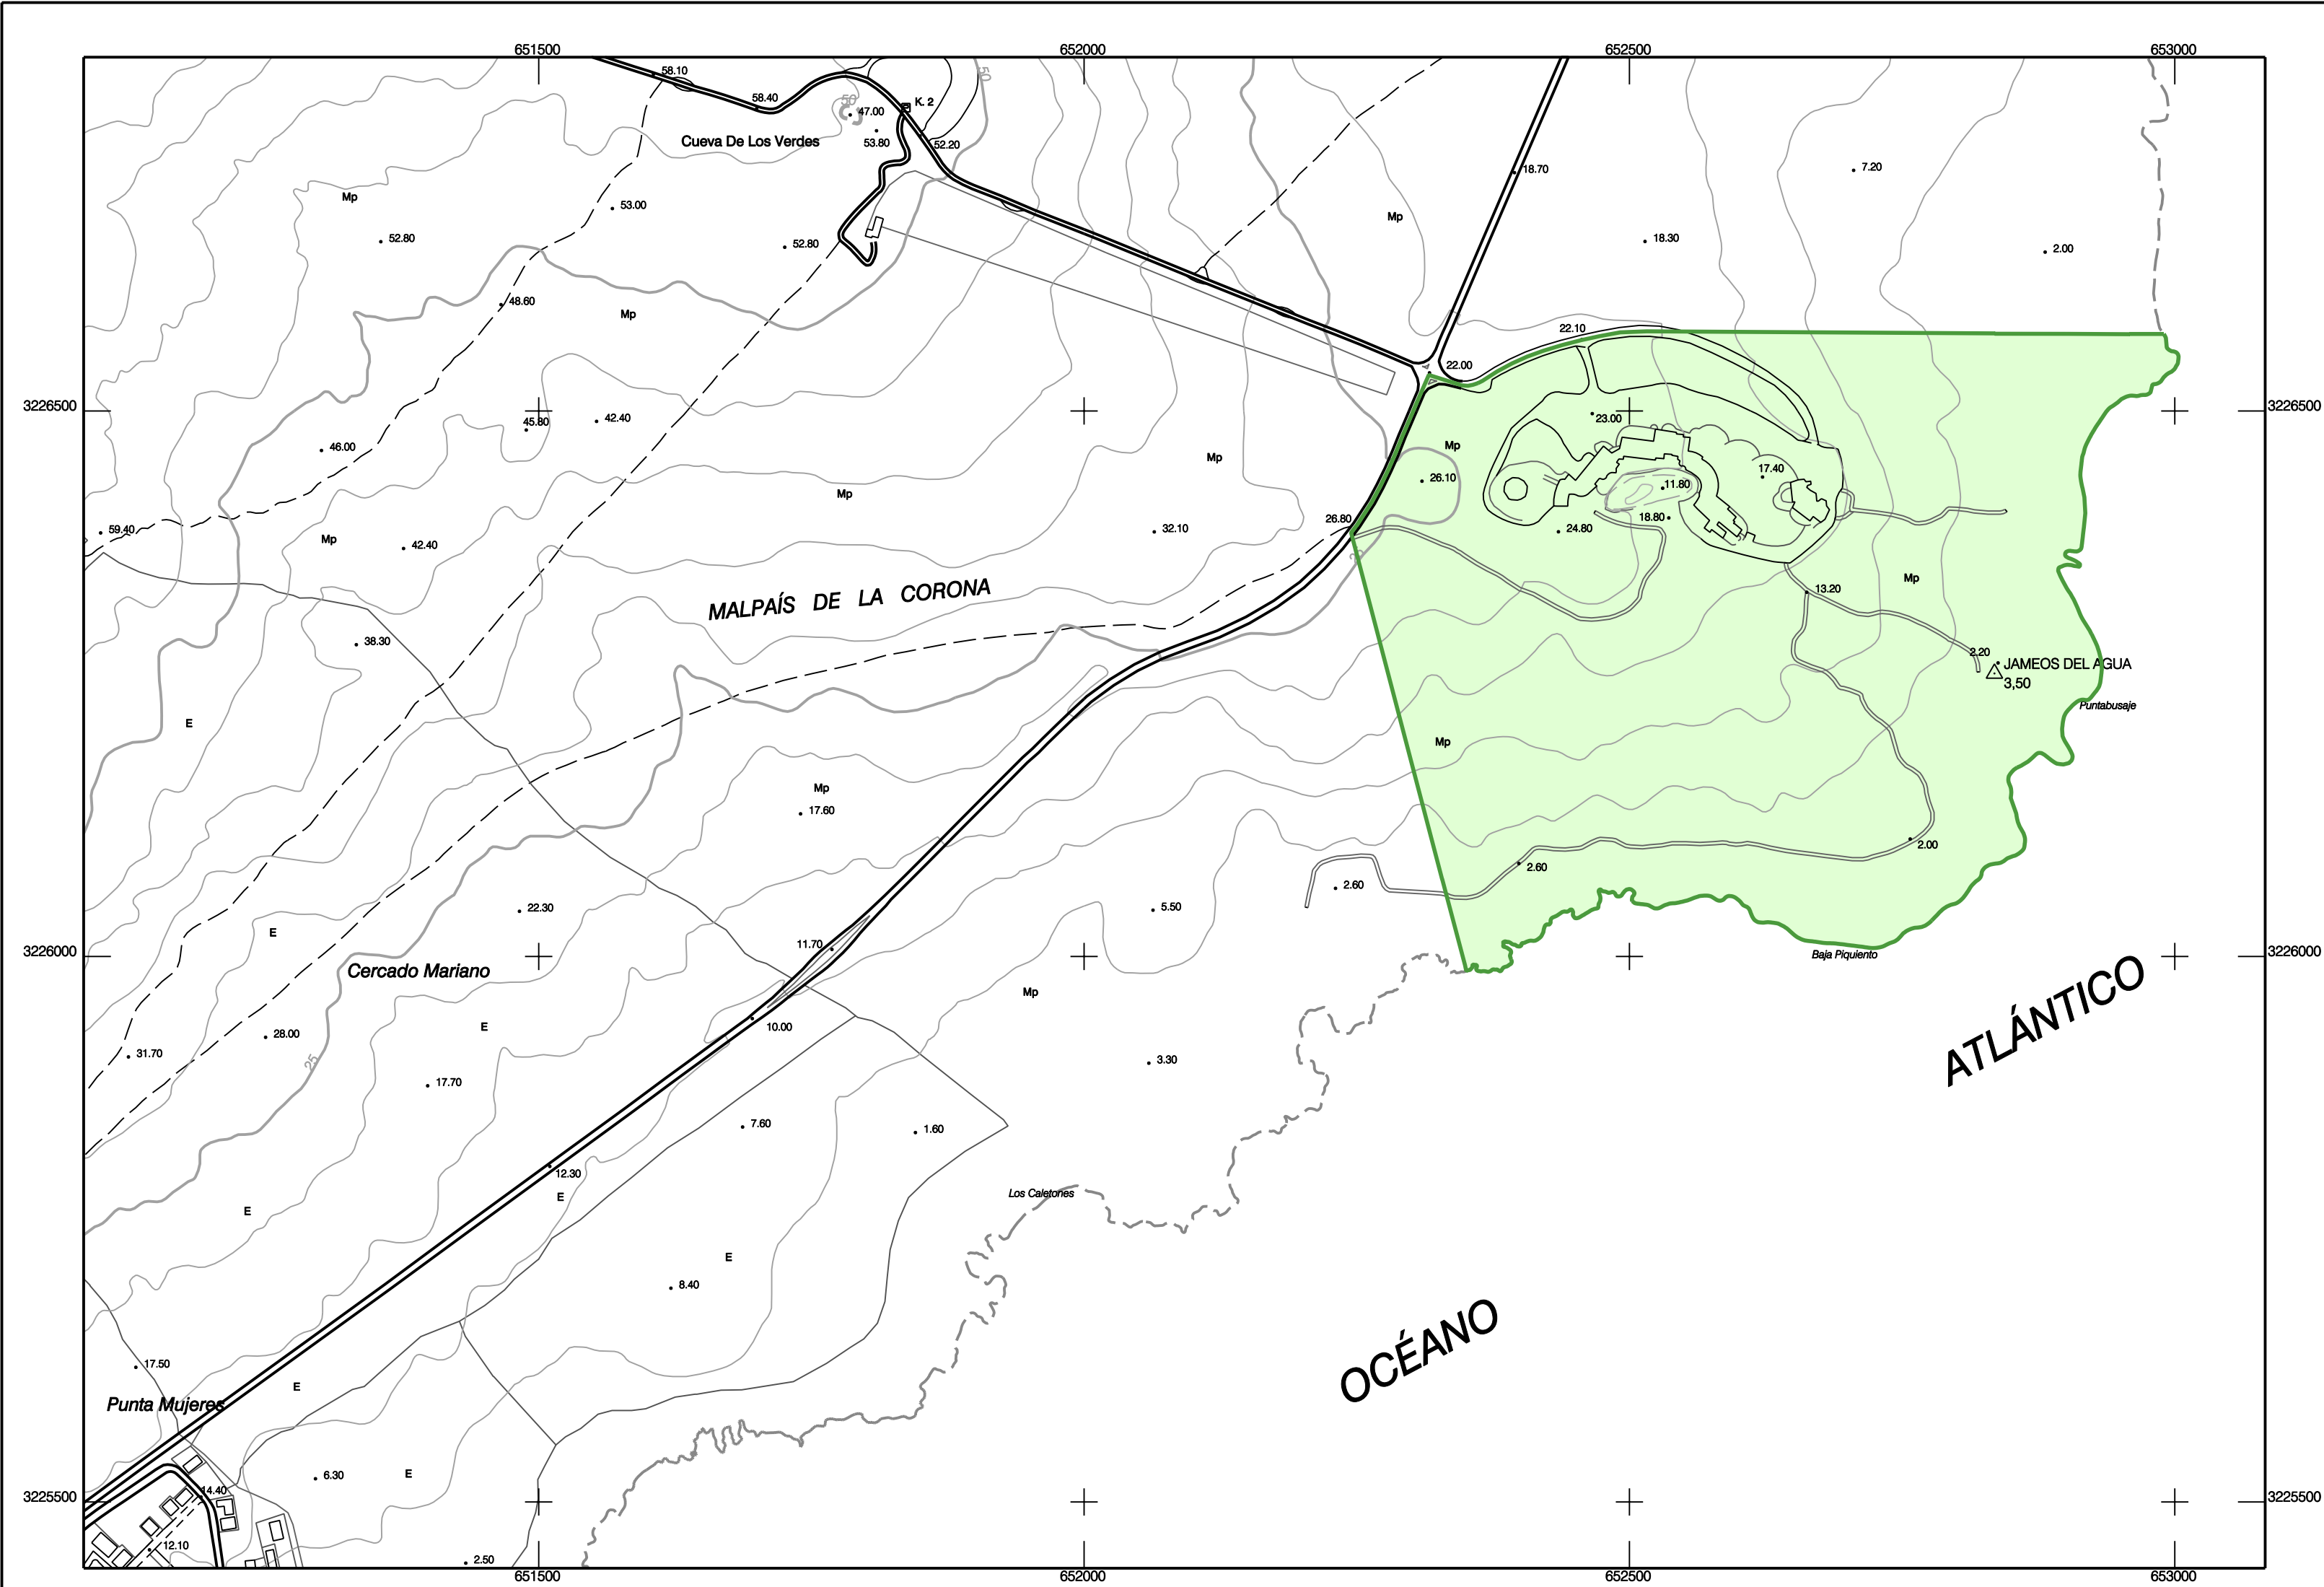 651500 652000 652500 653000
58.10
50
58.40
50
K. 2
47.00
Cueva De Los Verdes
53.80
52.20
18.70
7.20
Mp
53.00
Mp
52.80
52.80
18.30
2.00
48.60
Mp
22.10
22.00
3226500
3226500
45.80
42.40
23.00
46.00
Mp
Mp
17.40
26.10
11.80
Mp
26.80
18.80
59.40
32.10
24.80
Mp
42.40
Mp
13.20
MALPAÍS DE LA CORONA
38.30
2.20
JAMEOS DEL AGUA
3,50
Puntabusaje
E
Mp
Mp
17.60
2.00
2.60
2.60
22.30
5.50
E
11.70
3226000
3226000
Baja Piquiento
Cercado Mariano
Mp
ATLÁNTICO
E
10.00
28.00
31.70
25
3.30
17.70
7.60
1.60
12.30
E
Los Caletones
E
E
8.40
OCÉANO
17.50
E
Punta Mujeres
6.30
E
14.40
3225500
3225500
12.10
2.50
651500 652000 652500 653000